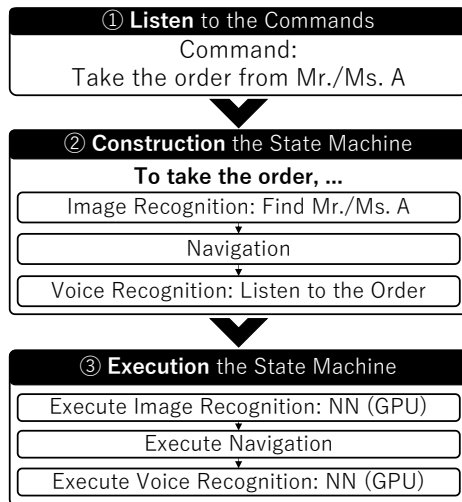 ① Listen to the Commands
Command:
Take the order from Mr./Ms. A
② Construction the State Machine
To take the order, ...
Image Recognition: Find Mr./Ms. A
Navigation
Voice Recognition: Listen to the Order
③ Execution the State Machine
Execute Image Recognition: NN (GPU)
Execute Navigation
Execute Voice Recognition: NN (GPU)